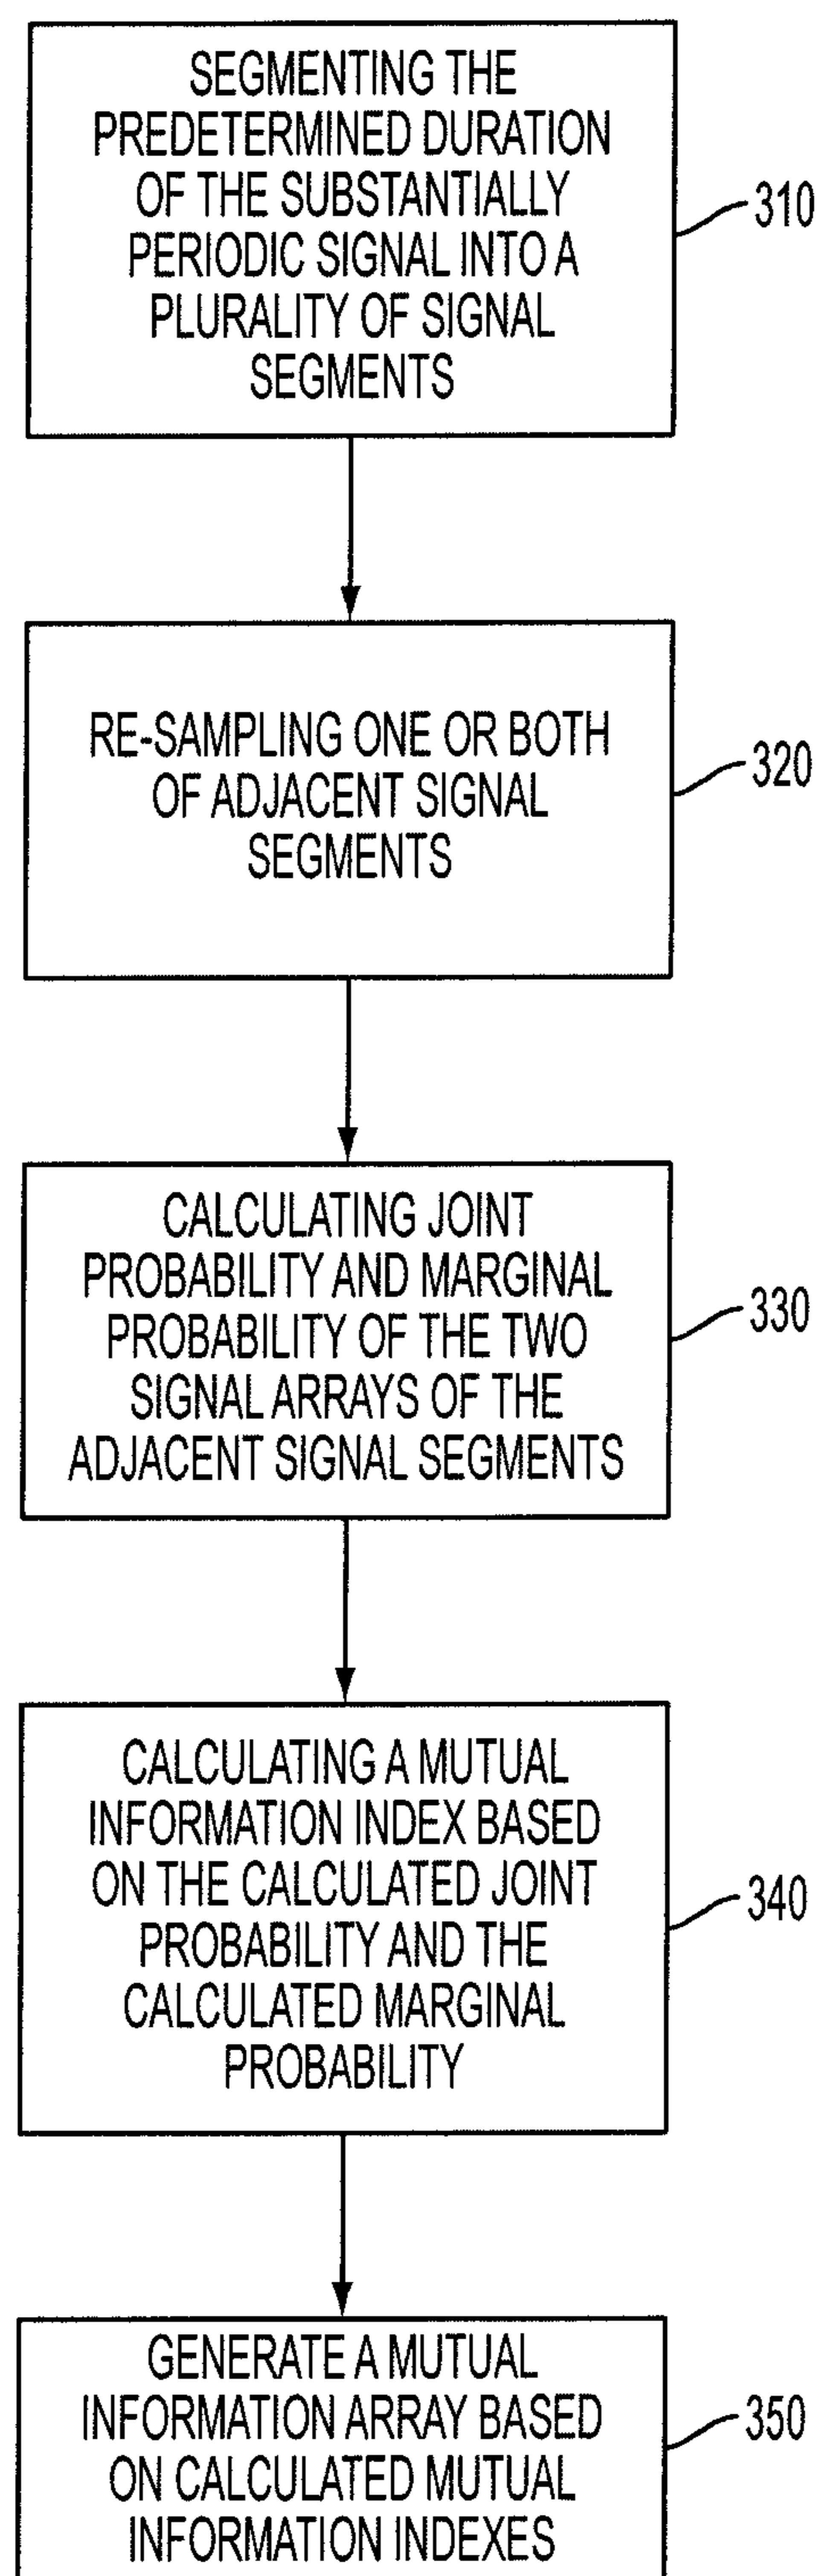 SEGMENTING THE
PREDETERMINED DURATION
OF THE SUBSTANTIALLY
PERIODIC SIGNAL INTO A
PLURALITY OF SIGNAL
SEGMENTS
310
RE-SAMPLING ONE OR BOTH
OF ADJACENT SIGNAL
SEGMENTS
320
CALCULATING JOINT
PROBABILITY AND MARGINAL
PROBABILITY OF THE TWO
SIGNAL ARRAYS OF THE
ADJACENT SIGNAL SEGMENTS
330
CALCULATING A MUTUAL
INFORMATION INDEX BASED
ON THE CALCULATED JOINT
PROBABILITY AND THE
CALCULATED MARGINAL
PROBABILITY
340
GENERATE A MUTUAL
INFORMATION ARRAY BASED
ON CALCULATED MUTUAL
INFORMATION INDEXES
350